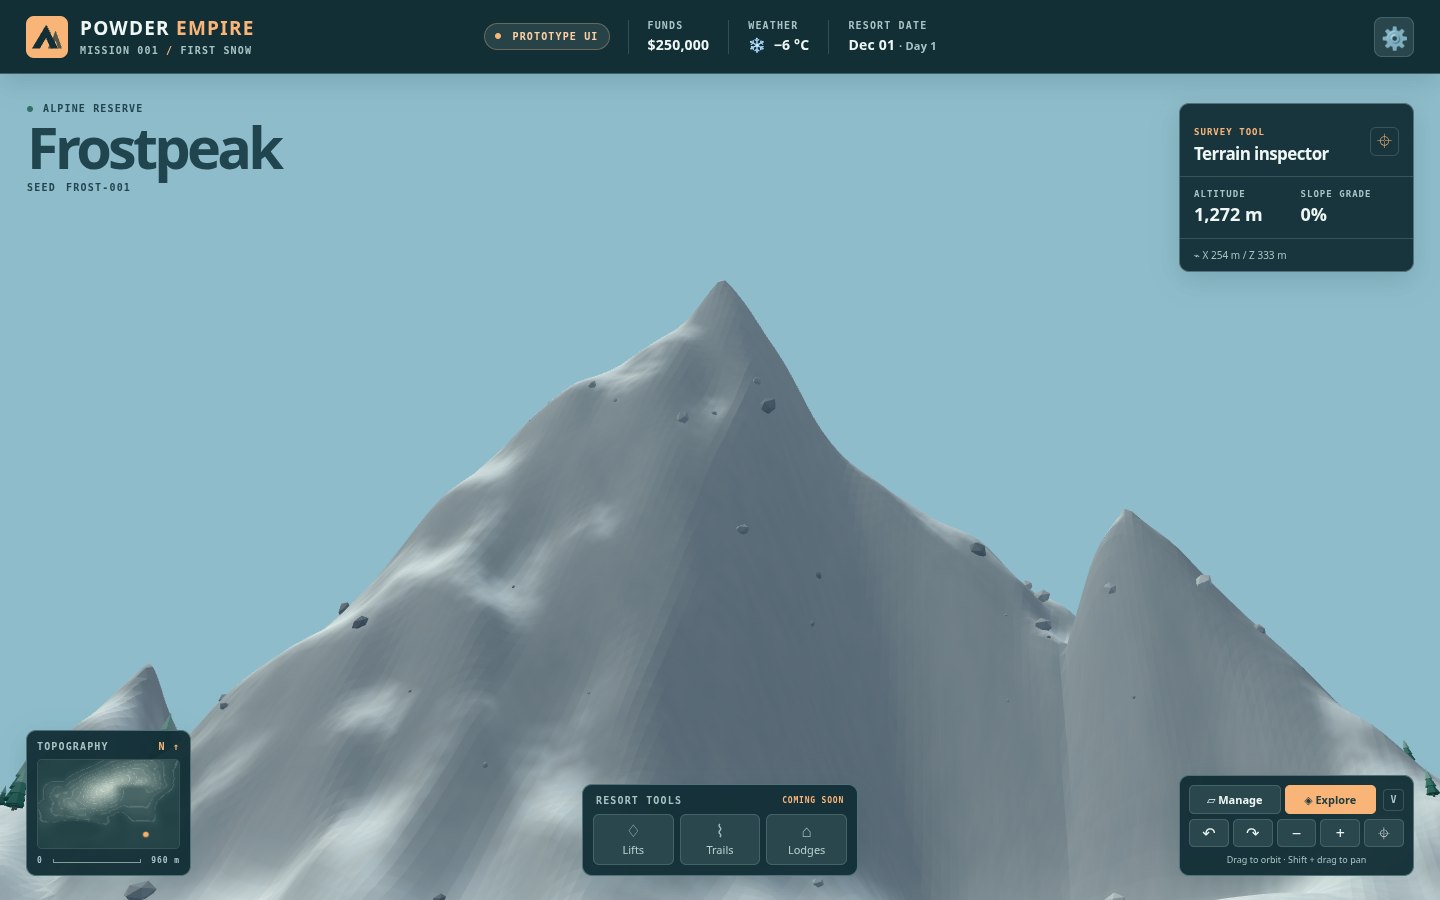 POWDER EMPIRE
MISSION 001 / FIRST SNOW
PROTOTYPE UI
FUNDS
$250,000
WEATHER
−6 °C
RESORT DATE
Dec 01 · Day 1
ALPINE RESERVE
Frostpeak
SEED FROST-001
SURVEY TOOL
Terrain inspector
ALTITUDE
SLOPE GRADE
1,272 m
0%
X 254 m / Z 333 m
TOPOGRAPHY N ↑
0 960 m
RESORT TOOLS
COMING SOON
Lifts
Trails
Lodges
Manage
Explore
V
Drag to orbit · Shift + drag to pan